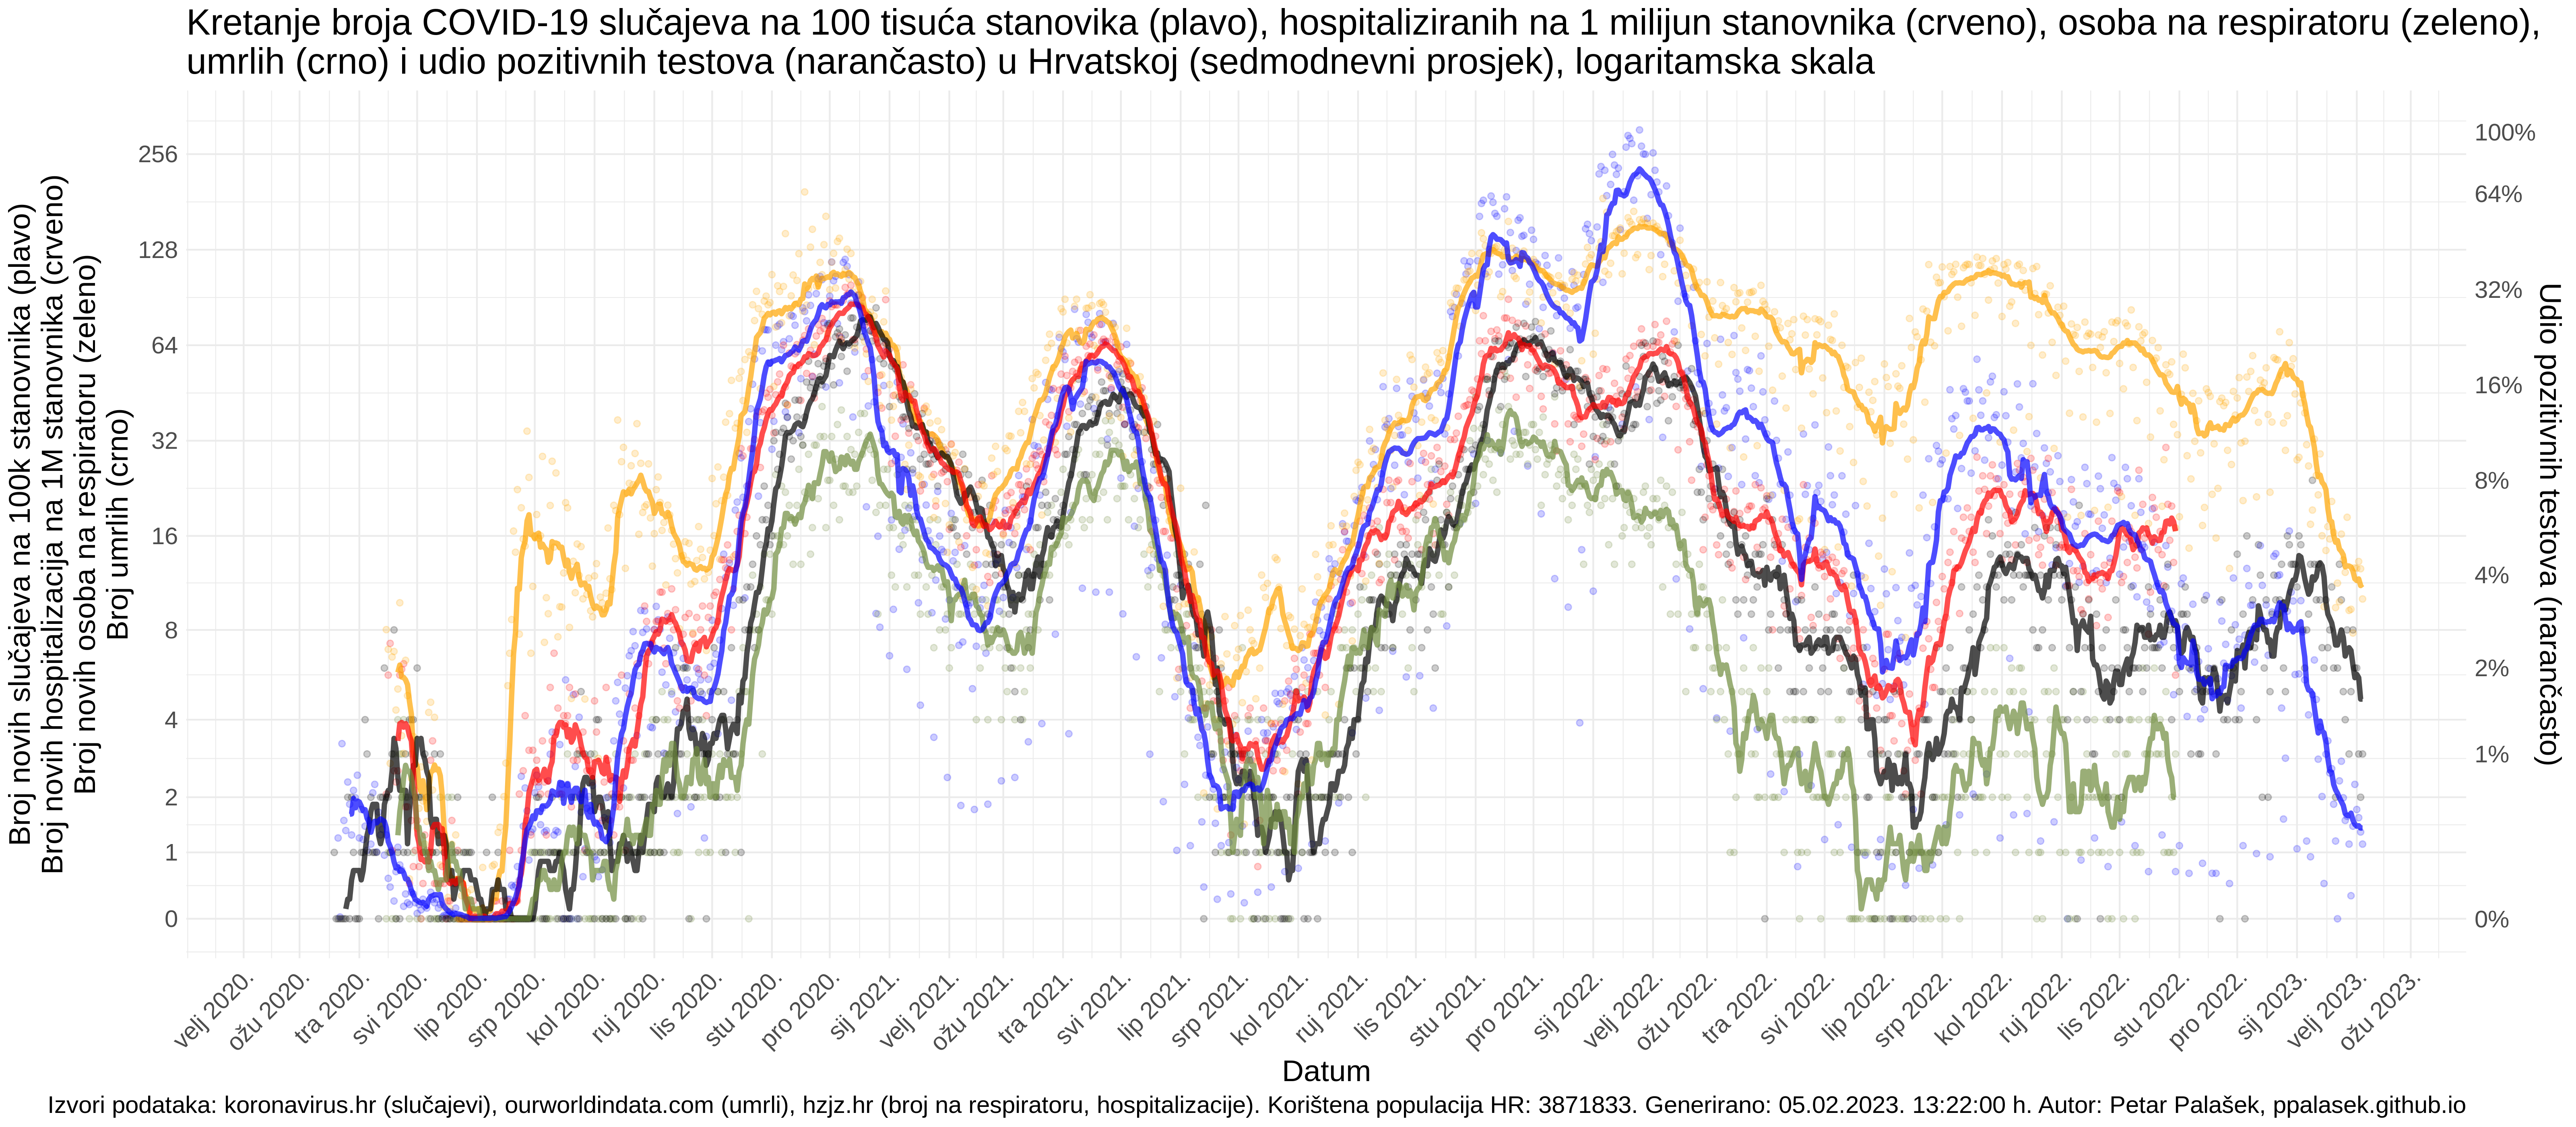 Kretanje broja COVID-19 slučajeva na 100 tisuća stanovika (plavo), hospitaliziranih na 1 milijun stanovnika (crveno), osoba na respiratoru (zeleno),
umrlih (crno) i udio pozitivnih testova (narančasto) u Hrvatskoj (sedmodnevni prosjek), logaritamska skala
Broj novih slučajeva na 100k stanovnika (plavo)
Broj novih hospitalizacija na 1M stanovnika (crveno)
Broj novih osoba na respiratoru (zeleno)
Broj umrlih (crno)
256
128
64
32
16
8
4
2
1
0
100%
64%
32%
16%
8%
4%
2%
1%
0%
Udio pozitivnih testova (narančasto)
velj 2020.
ožu 2020.
tra 2020.
svi 2020.
lip 2020.
srp 2020.
kol 2020.
ruj 2020.
lis 2020.
stu 2020.
pro 2020.
sij 2021.
velj 2021.
ožu 2021.
tra 2021.
svi 2021.
lip 2021.
srp 2021.
kol 2021.
ruj 2021.
lis 2021.
stu 2021.
pro 2021.
sij 2022.
velj 2022.
ožu 2022.
tra 2022.
svi 2022.
lip 2022.
srp 2022.
kol 2022.
ruj 2022.
lis 2022.
stu 2022.
pro 2022.
sij 2023.
velj 2023.
ožu 2023.
Datum
Izvori podataka: koronavirus.hr (slučajevi), ourworldindata.com (umrli), hzjz.hr (broj na respiratoru, hospitalizacije). Korištena populacija HR: 3871833. Generirano: 05.02.2023. 13:22:00 h. Autor: Petar Palašek, ppalasek.github.io